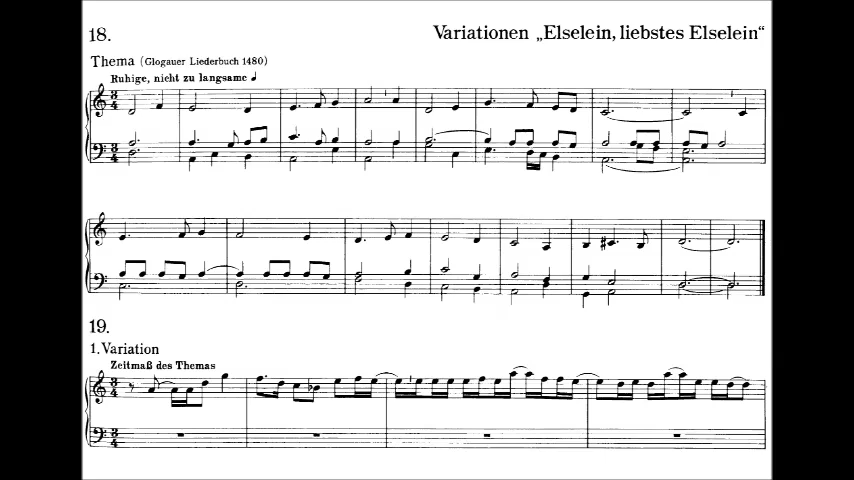 18.
Variationen „Elselein, liebstes Elselein“
Thema (Glogauer Liederbuch 1480)
Ruhige, nicht zu langsame ♩
19.
1. Variation
Zeitmaß des Themas